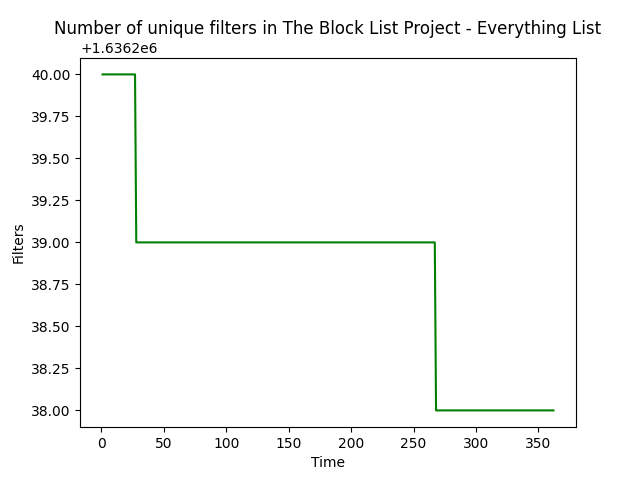 Number of unique filters in The Block List Project - Everything List
+1.6362e6
40.00
39.75
39.50
39.25
39.00
38.75
38.50
38.25
38.00
Filters
0 50 100 150 200 250 300 350
Time